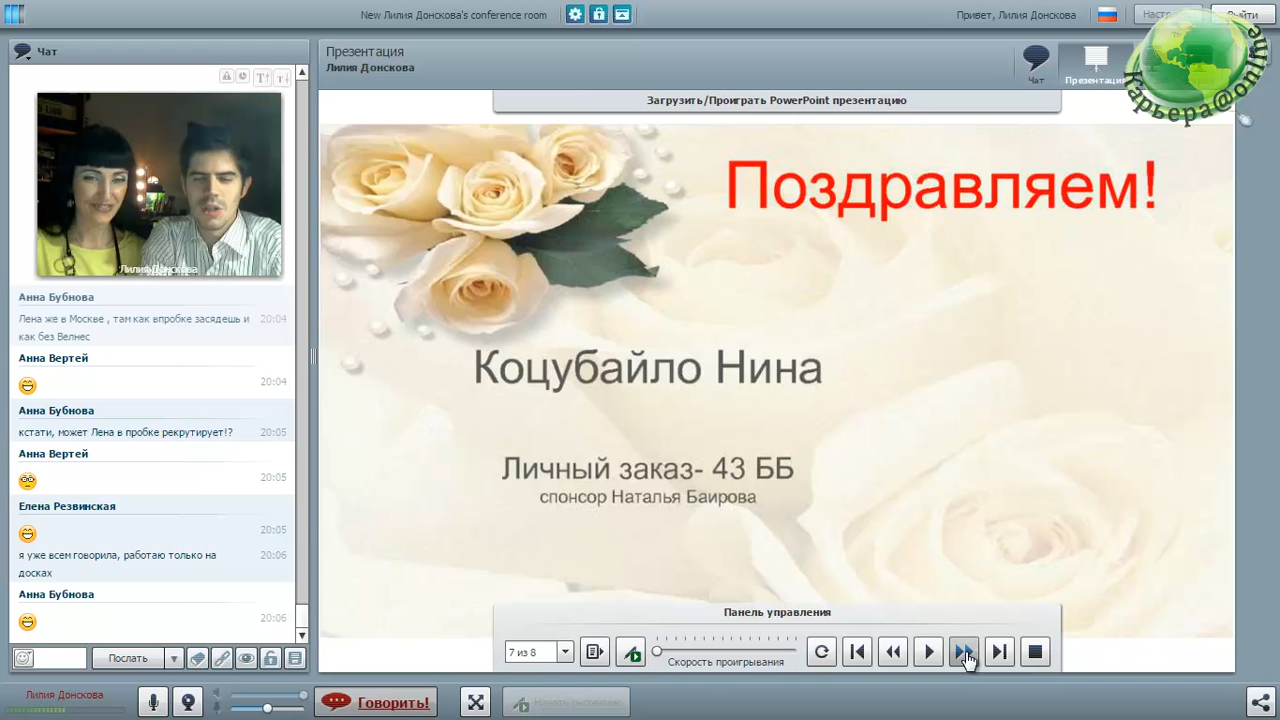 New Лилия Донскова's conference room
Привет, Лилия Донскова
Выйти
Чат
Презентация
Лилия Донскова
Чат
Презентация
Карьера@online
Загрузить/Проиграть PowerPoint презентацию
Лилия Донскова
Поздравляем!
Коцубайло Нина
Личный заказ- 43 ББ
спонсор Наталья Баирова
Анна Бубнова
Лена же в Москве , там как впробке засядешь и 20:04
как без Велнес
Анна Вертей
20:04
Анна Бубнова
кстати, может Лена в пробке рекрутирует!? 20:05
Анна Вертей
20:05
Елена Резвинская
20:05
я уже всем говорила, работаю только на 20:06
досках
Анна Бубнова
20:06
Послать
Панель управления
7 из 8
Скорость проигрывания
Лилия Донскова
Говорить!